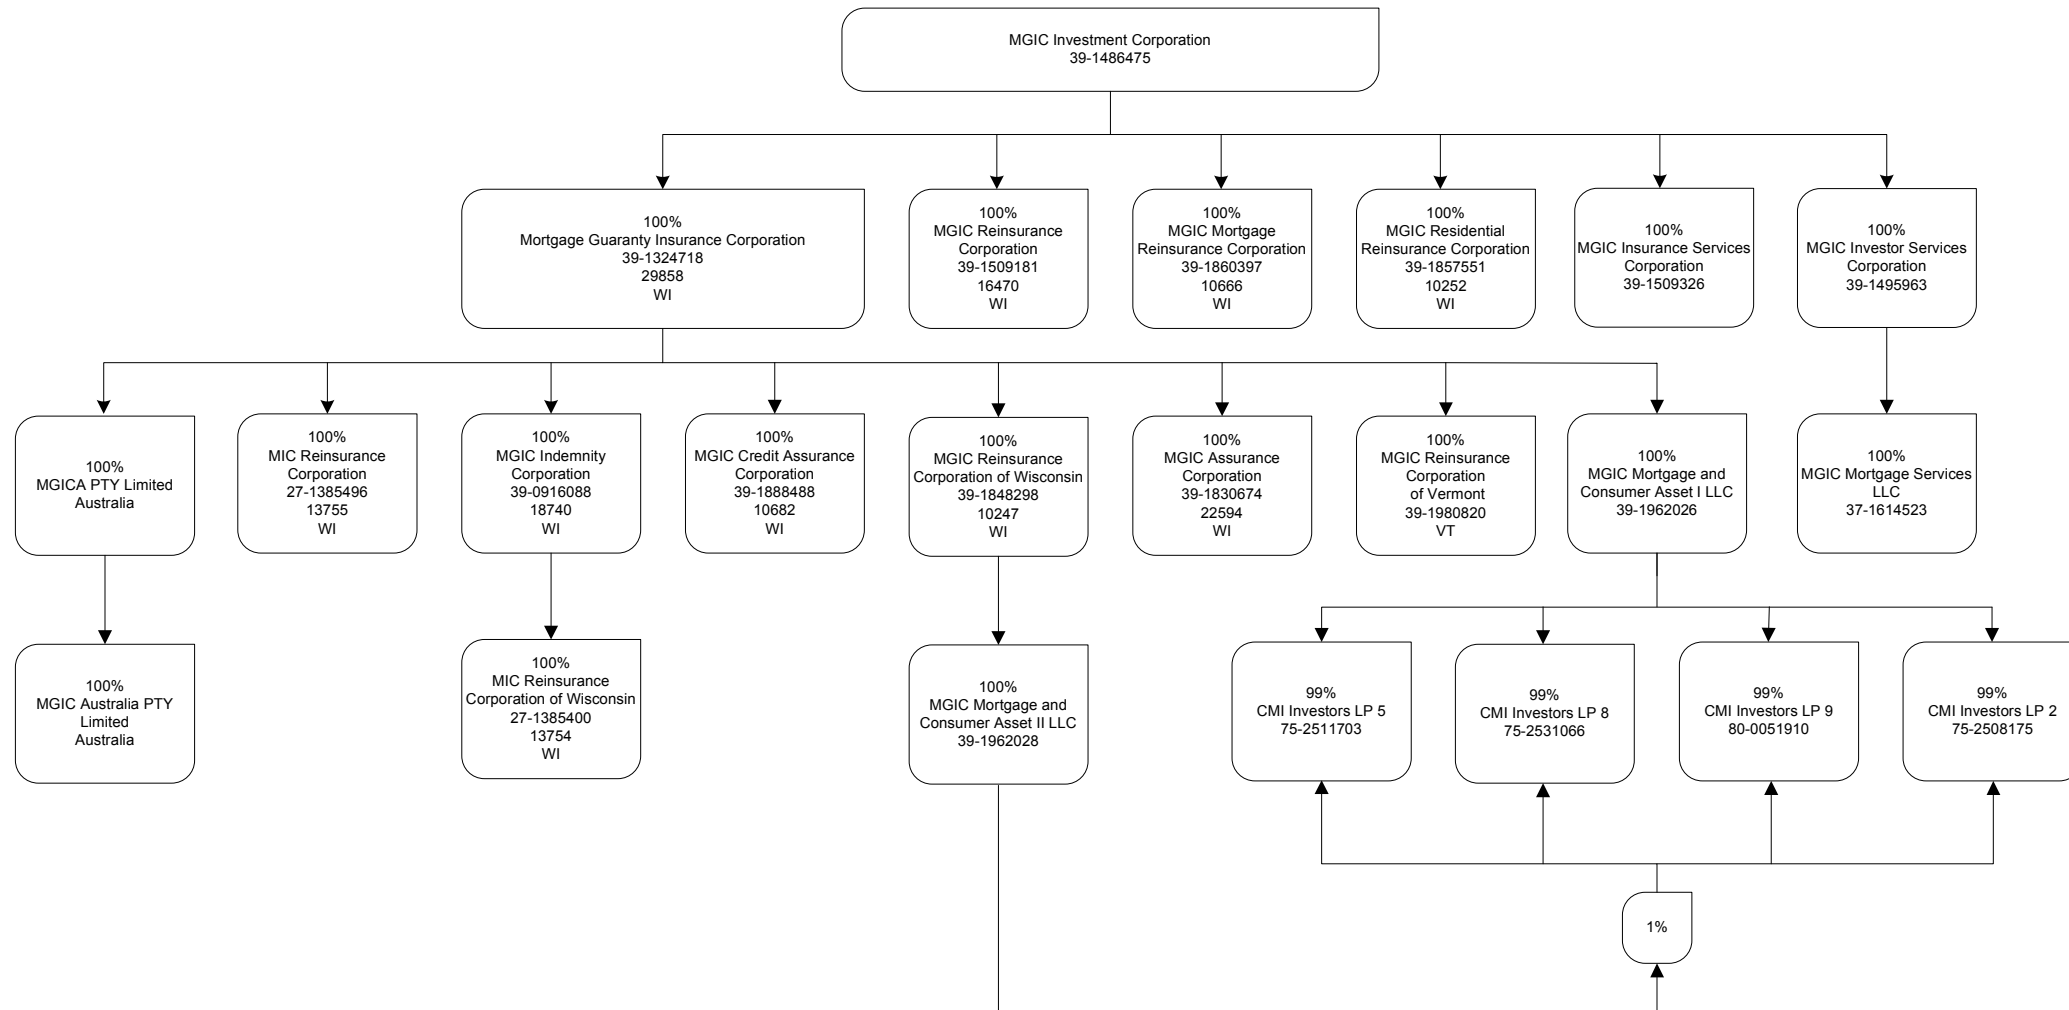 MGIC Investment Corporation
39-1486475
100%
Mortgage Guaranty Insurance Corporation
39-1324718
29858
WI
100%
MGIC Reinsurance
Corporation
39-1509181
16470
WI
100%
MGIC Mortgage
Reinsurance Corporation
39-1860397
10666
WI
100%
MGIC Residential
Reinsurance Corporation
39-1857551
10252
WI
100%
MGIC Insurance Services
Corporation
39-1509326
100%
MGIC Investor Services
Corporation
39-1495963
100%
MGICA PTY Limited
Australia
100%
MIC Reinsurance
Corporation
27-1385496
13755
WI
100%
MGIC Indemnity
Corporation
39-0916088
18740
WI
100%
MGIC Credit Assurance
Corporation
39-1888488
10682
WI
100%
MGIC Reinsurance
Corporation of Wisconsin
39-1848298
10247
WI
100%
MGIC Assurance
Corporation
39-1830674
22594
WI
100%
MGIC Reinsurance
Corporation
of Vermont
39-1980820
VT
100%
MGIC Mortgage and
Consumer Asset I LLC
39-1962026
100%
MGIC Mortgage Services
LLC
37-1614523
100%
MGIC Australia PTY
Limited
Australia
100%
MIC Reinsurance
Corporation of Wisconsin
27-1385400
13754
WI
100%
MGIC Mortgage and
Consumer Asset II LLC
39-1962028
99%
CMI Investors LP 5
75-2511703
99%
CMI Investors LP 8
75-2531066
99%
CMI Investors LP 9
80-0051910
99%
CMI Investors LP 2
75-2508175
1%